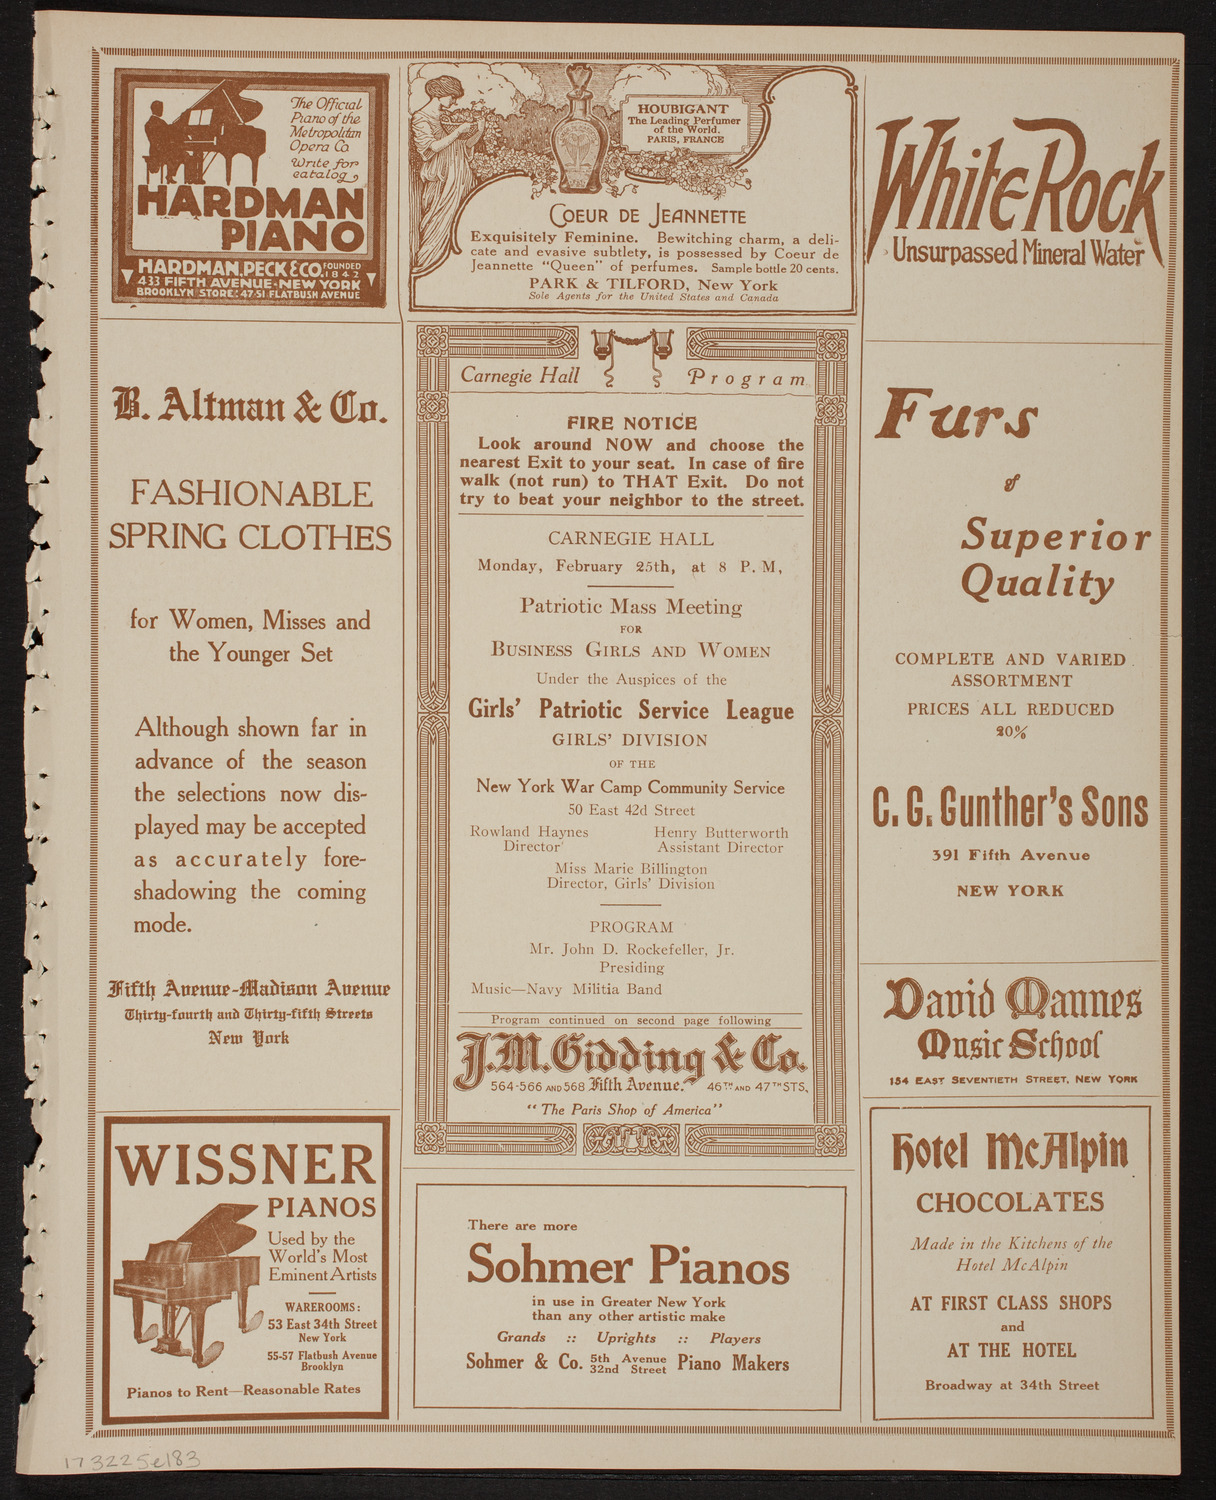 The Official
Piano of the
Metropolitan
Opera Co
Write for
catalog
HARDMAN
PIANO
HARDMAN, PECK & CO. FOUNDED 1842
433 FIFTH AVENUE-NEW YORK
BROOKLYN STORE: 47-51 FLATBUSH AVENUE
B. Altman & Co.
FASHIONABLE
SPRING CLOTHES
for Women, Misses and
the Younger Set
Although shown far in
advance of the season
the selections now dis-
played may be accepted
as accurately fore-
shadowing the coming
mode.
Fifth Avenue-Madison Avenue
Thirty-fourth and Thirty-fifth Streets
New York
WISSNER
PIANOS
Used by the
World's Most
Eminent Artists
WAREROOMS:
53 East 34th Street
New York
55-57 Flatbush Avenue
Brooklyn
Pianos to Rent—Reasonable Rates
HOUBIGANT
The Leading Perfumer
of the World.
PARIS, FRANCE
COEUR DE JEANNETTE
Exquisitely Feminine. Bewitching charm, a deli-
cate and evasive subtlety, is possessed by Coeur de
Jeannette "Queen" of perfumes. Sample bottle 20 cents.
PARK & TILFORD, New York
Sole Agents for the United States and Canada
Carnegie Hall Program
FIRE NOTICE
Look around NOW and choose the
nearest Exit to your seat. In case of fire
walk (not run) to THAT Exit. Do not
try to beat your neighbor to the street.
CARNEGIE HALL
Monday, February 25th, at 8 P. M,
Patriotic Mass Meeting
FOR
BUSINESS GIRLS AND WOMEN
Under the Auspices of the
Girls' Patriotic Service League
GIRLS' DIVISION
OF THE
New York War Camp Community Service
50 East 42d Street
Rowland Haynes Henry Butterworth
Director Assistant Director
Miss Marie Billington
Director, Girls' Division
PROGRAM
Mr. John D. Rockefeller, Jr.
Presiding
Music—Navy Militia Band
Program continued on second page following
J.M. Gidding & Co.
564-566 AND 568 Fifth Avenue. 46TH AND 47TH STS.
"The Paris Shop of America"
There are more
Sohmer Pianos
in use in Greater New York
than any other artistic make
Grands :: Uprights :: Players
Sohmer & Co. 5th Avenue 32nd Street Piano Makers
White Rock
Unsurpassed Mineral Water
Furs
of
Superior
Quality
COMPLETE AND VARIED
ASSORTMENT
PRICES ALL REDUCED
20%
C. G. Gunther's Sons
391 Fifth Avenue
NEW YORK
David Mannes
Music School
154 EAST SEVENTIETH STREET, NEW YORK
Hotel McAlpin
CHOCOLATES
Made in the Kitchens of the
Hotel McAlpin
AT FIRST CLASS SHOPS
and
AT THE HOTEL
Broadway at 34th Street
173225e183